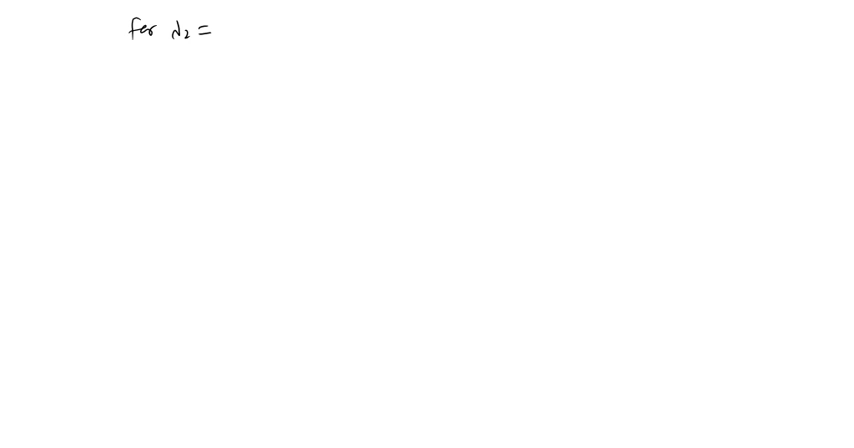 for λ₂ =